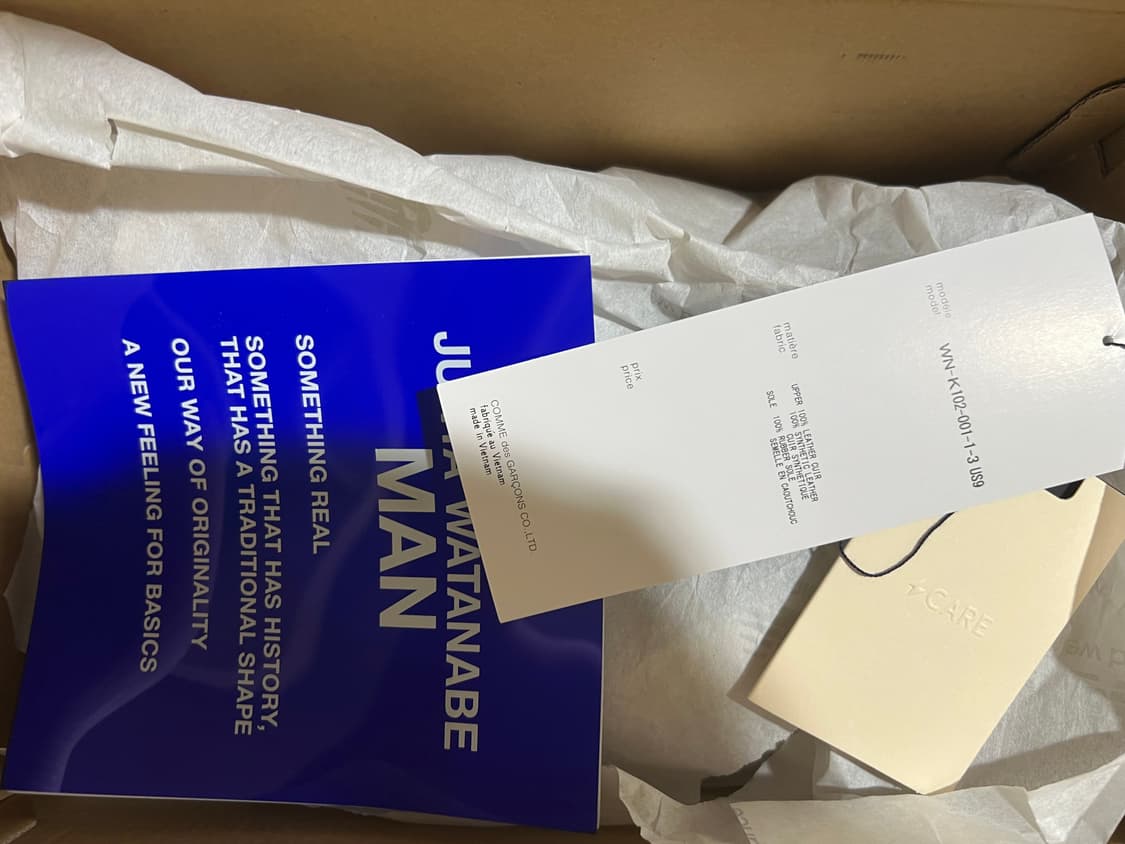 JUNYA WATANABE
MAN
SOMETHING REAL
SOMETHING THAT HAS HISTORY,
THAT HAS A TRADITIONAL SHAPE
OUR WAY OF ORIGINALITY
A NEW FEELING FOR BASICS
modèle
model
WN-K102-001-1-3 US9
matière
fabric
UPPER 100% LEATHER CUIR
100% SYNTHETIC LEATHER
CUIR SYNTHETIQUE
SOLE 100% RUBBER SOLE
SEMELLE EN CAOUTCHOUC
prix
price
COMME des GARÇONS CO.,LTD
fabriqué au Vietnam
made in Vietnam
CARE